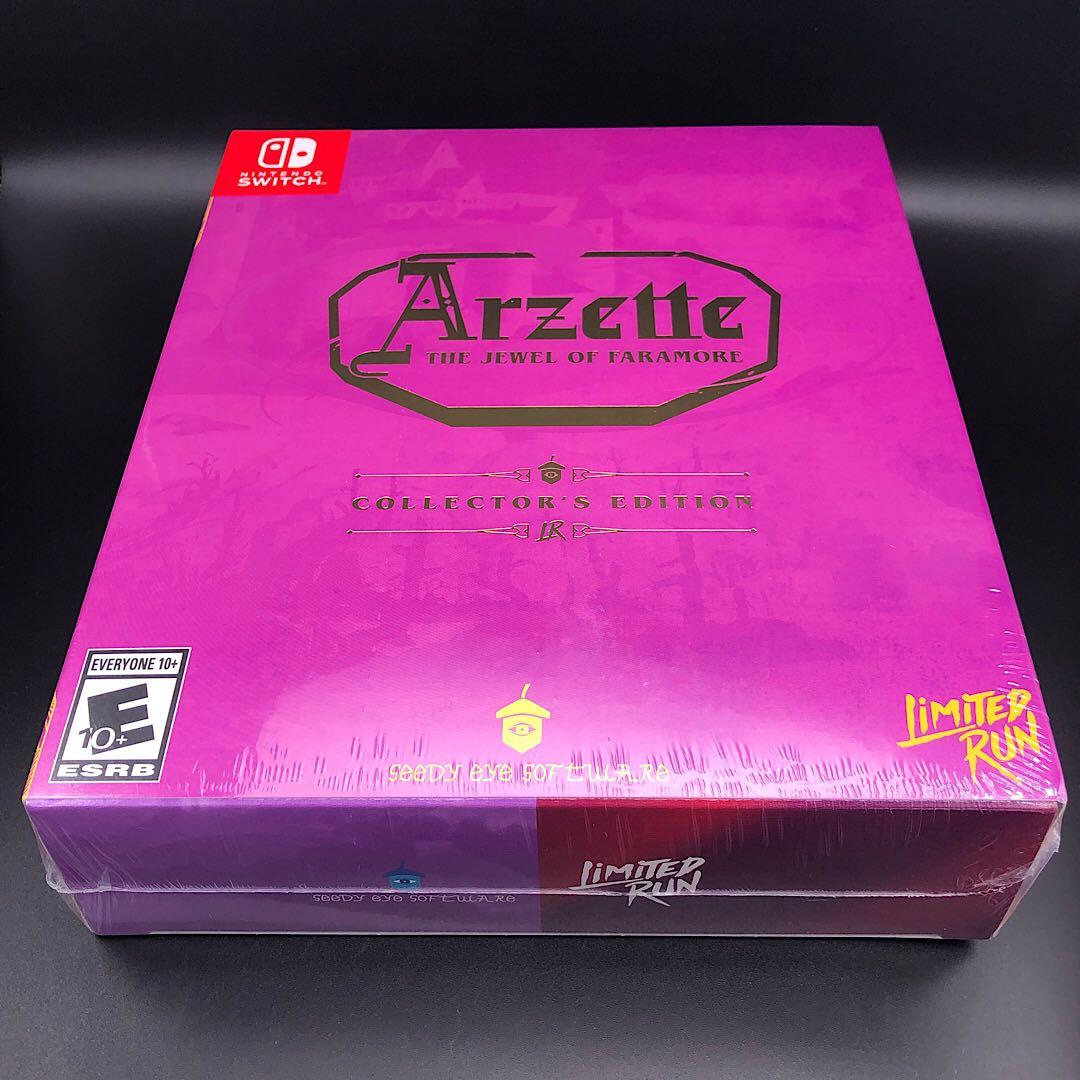 NINTENDO
SWITCH™
Arzette
THE JEWEL OF FARAMORE
COLLECTOR'S EDITION
LR
EVERYONE 10+
E
10+
ESRB
SEEDY EYE SOFTWARE
LIMITED
RUN
SEEDY EYE SOFTWARE
LIMITED
RUN